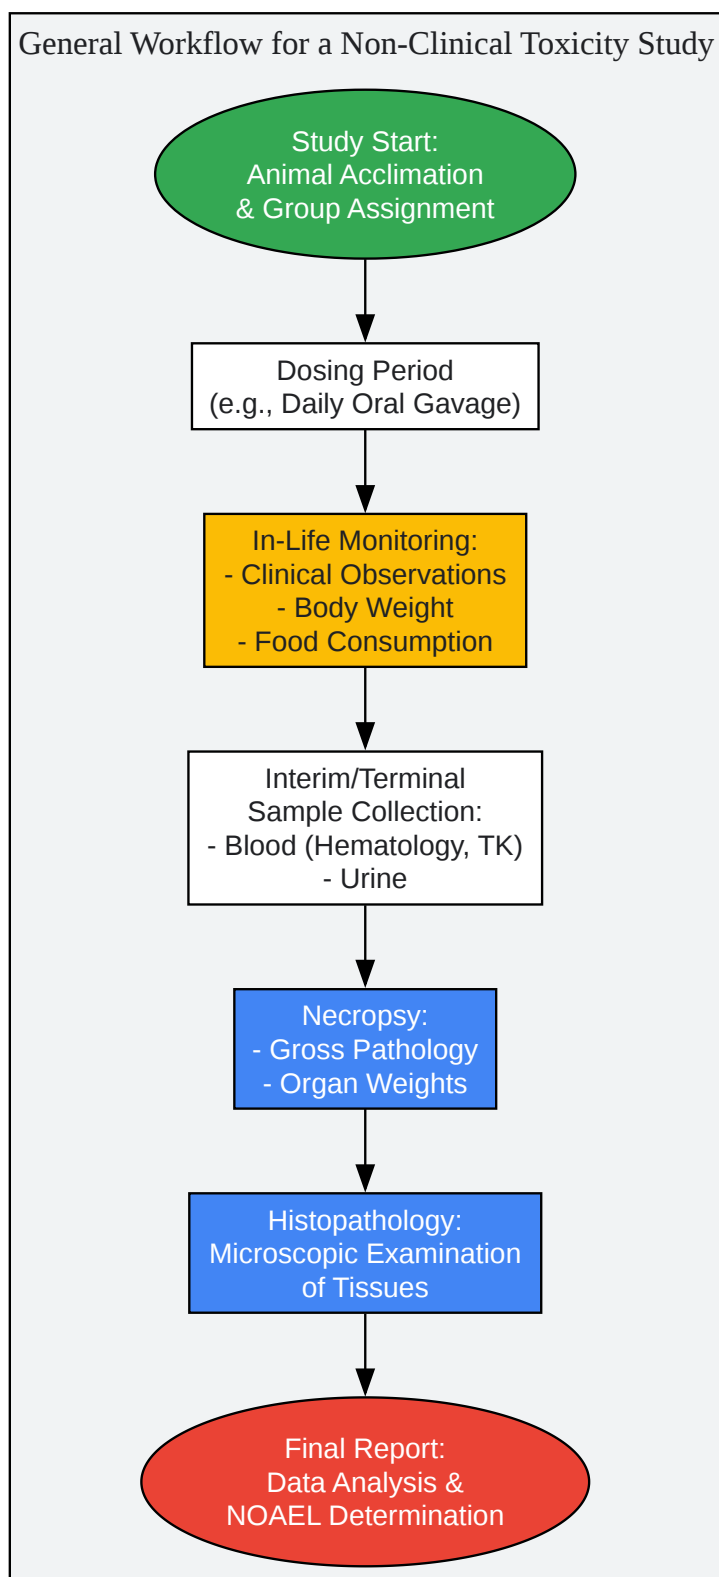 General Workflow for a Non-Clinical Toxicity Study
Study Start:
Animal Acclimation
& Group Assignment
Dosing Period
(e.g., Daily Oral Gavage)
In-Life Monitoring:
- Clinical Observations
- Body Weight
- Food Consumption
Interim/Terminal
Sample Collection:
- Blood (Hematology, TK)
- Urine
Necropsy:
- Gross Pathology
- Organ Weights
Histopathology:
Microscopic Examination
of Tissues
Final Report:
Data Analysis &
NOAEL Determination